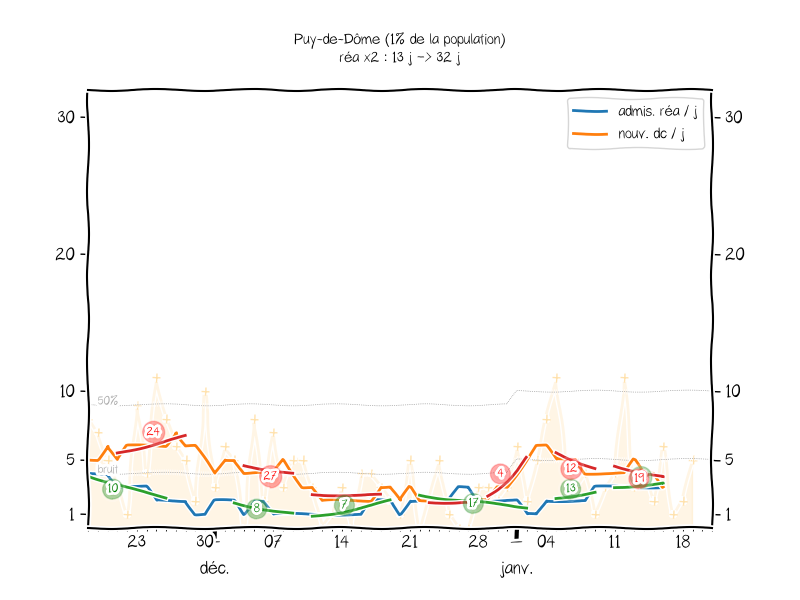 Puy-de-Dôme (1% de la population)
réa x2 : 13 j -> 32 j
admis. réa / j
nouv. dc / j
30 30
20 20
10 10
50%
24
5 5
bruit
27
4
12
19
10
8
7
17
13
1 1
23 30 07 14 21 28 04 11 18
déc. janv.